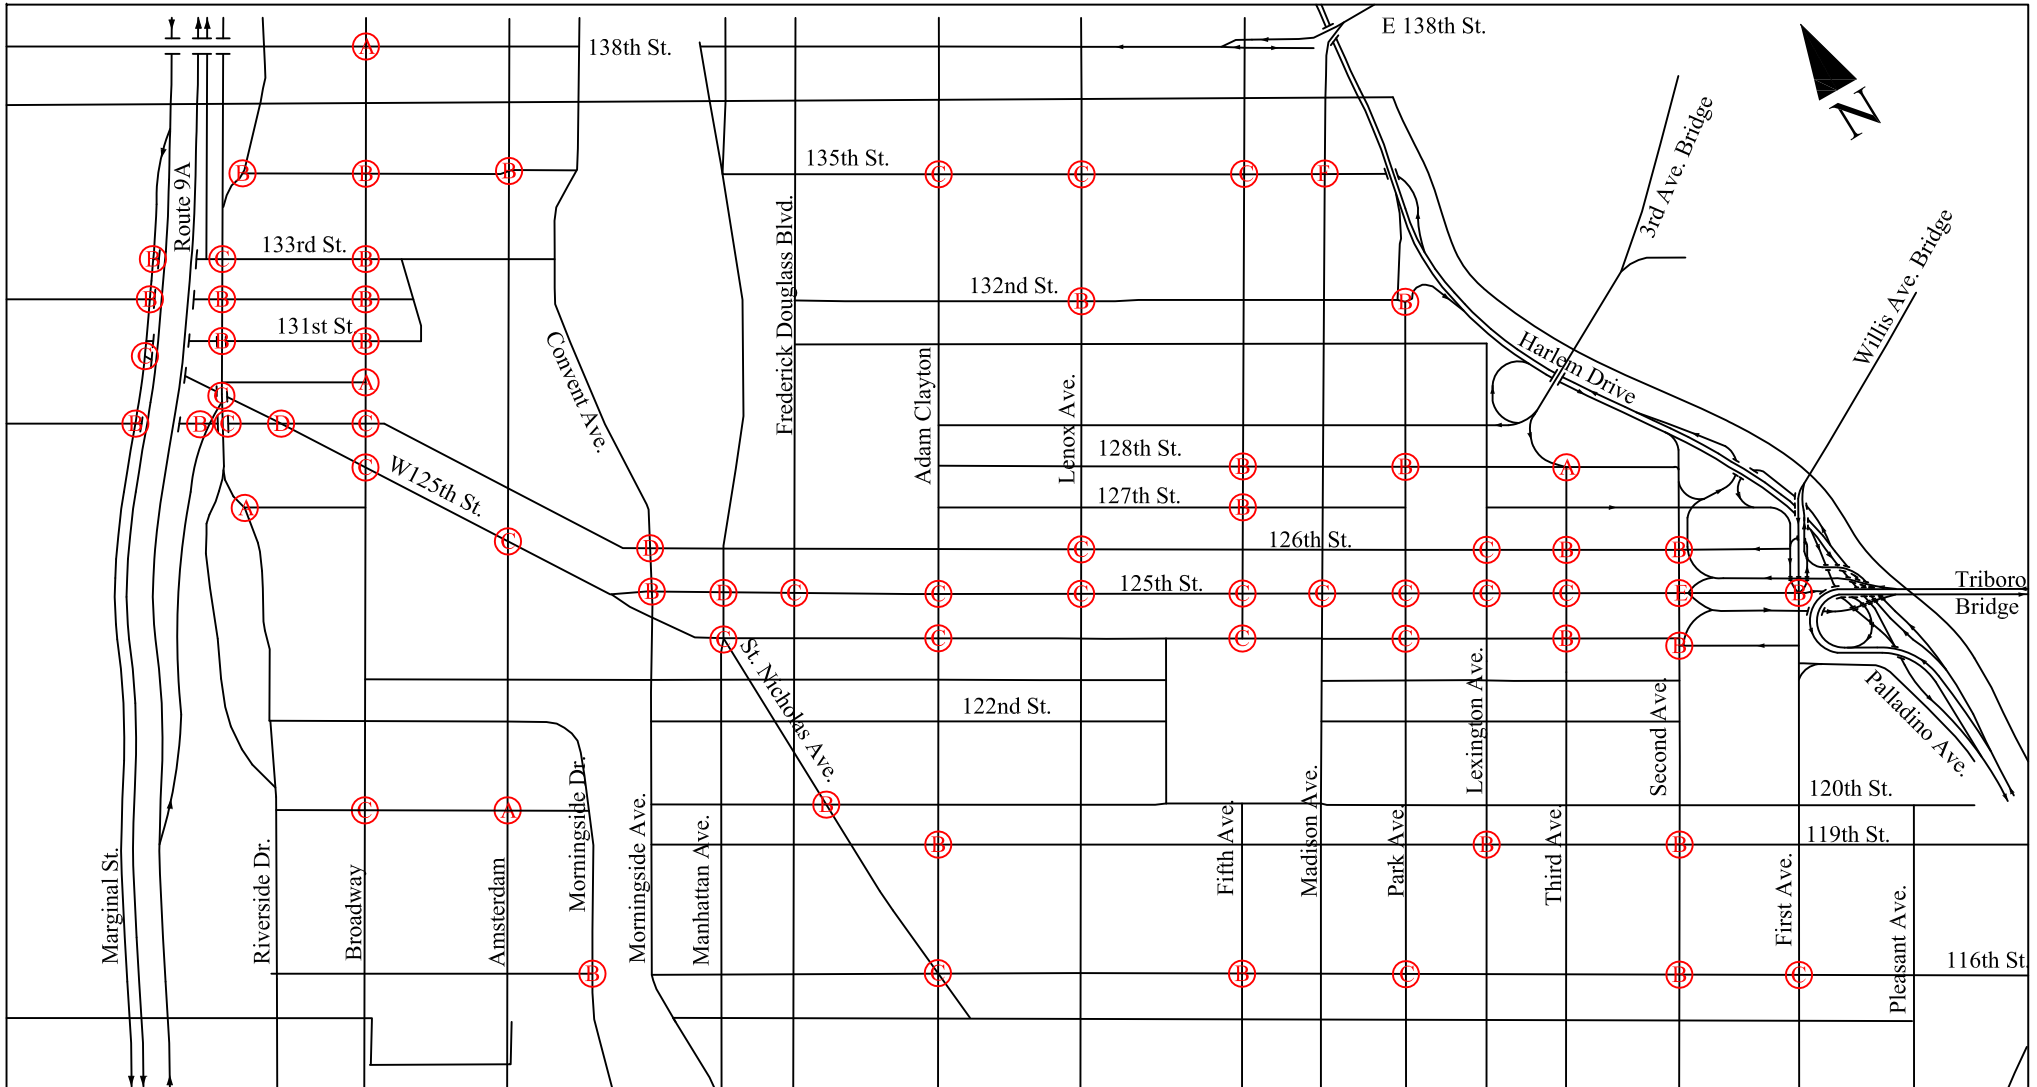 138th St.
A
E 138th St.
N
3rd Ave. Bridge
Route 9A
B
B
B
135th St.
C
C
C
F
Frederick Douglass Blvd.
Willis Ave. Bridge
B
C
133rd St.
B
B
B
B
132nd St.
B
B
131st St.
B
B
C
Convent Ave.
Harlem Drive
A
Adam Clayton
Lenox Ave.
C
B
B
C
D
C
C
W125th St.
128th St.
B
B
A
127th St.
B
A
C
D
C
126th St.
C
B
B
B
D
C
C
C
125th St.
C
C
C
C
C
E
B
Triboro
Bridge
C
St. Nicholas Ave.
C
C
C
B
B
122nd St.
Lexington Ave.
Second Ave.
Palladino Ave.
C
A
Morningside Dr.
B
Madison Ave.
120th St.
B
B
B
119th St.
Marginal St.
Riverside Dr.
Broadway
Amsterdam
Morningside Ave.
Manhattan Ave.
Fifth Ave.
Park Ave.
Third Ave.
First Ave.
Pleasant Ave.
B
C
B
C
B
C
116th St.